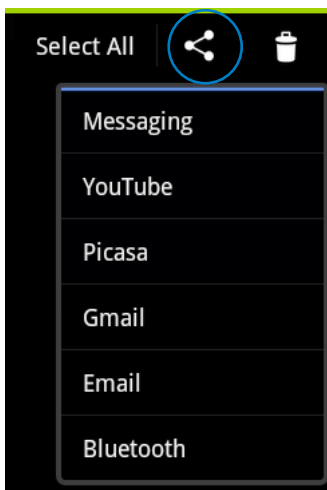 Select All
Messaging
YouTube
Picasa
Gmail
Email
Bluetooth